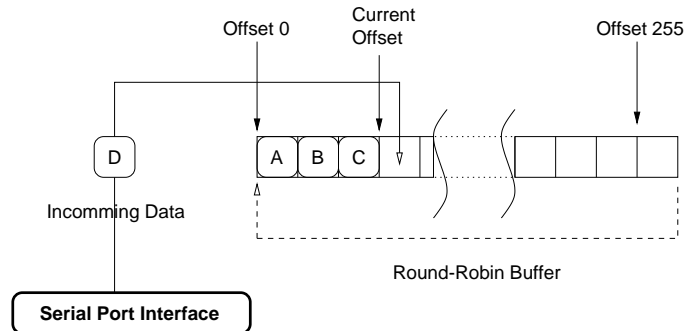 Offset 0
Current
Offset
Offset 255
D
A
B
C
Incomming Data
Round-Robin Buffer
Serial Port Interface